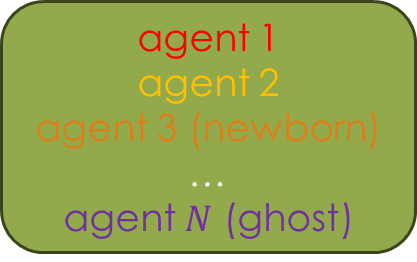 agent 1
agent 2
agent 3 (newborn)
...
agent N (ghost)